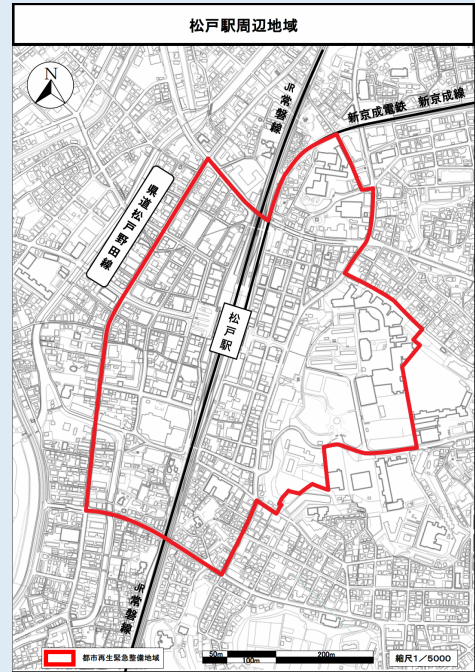 松戸駅周辺地域
N
JR常磐線
新京成電鉄 新京成線
県道松戸野田線
松戸駅
JR常磐線
都市再生緊急整備地域
50m
100m
200m
縮尺1/5000